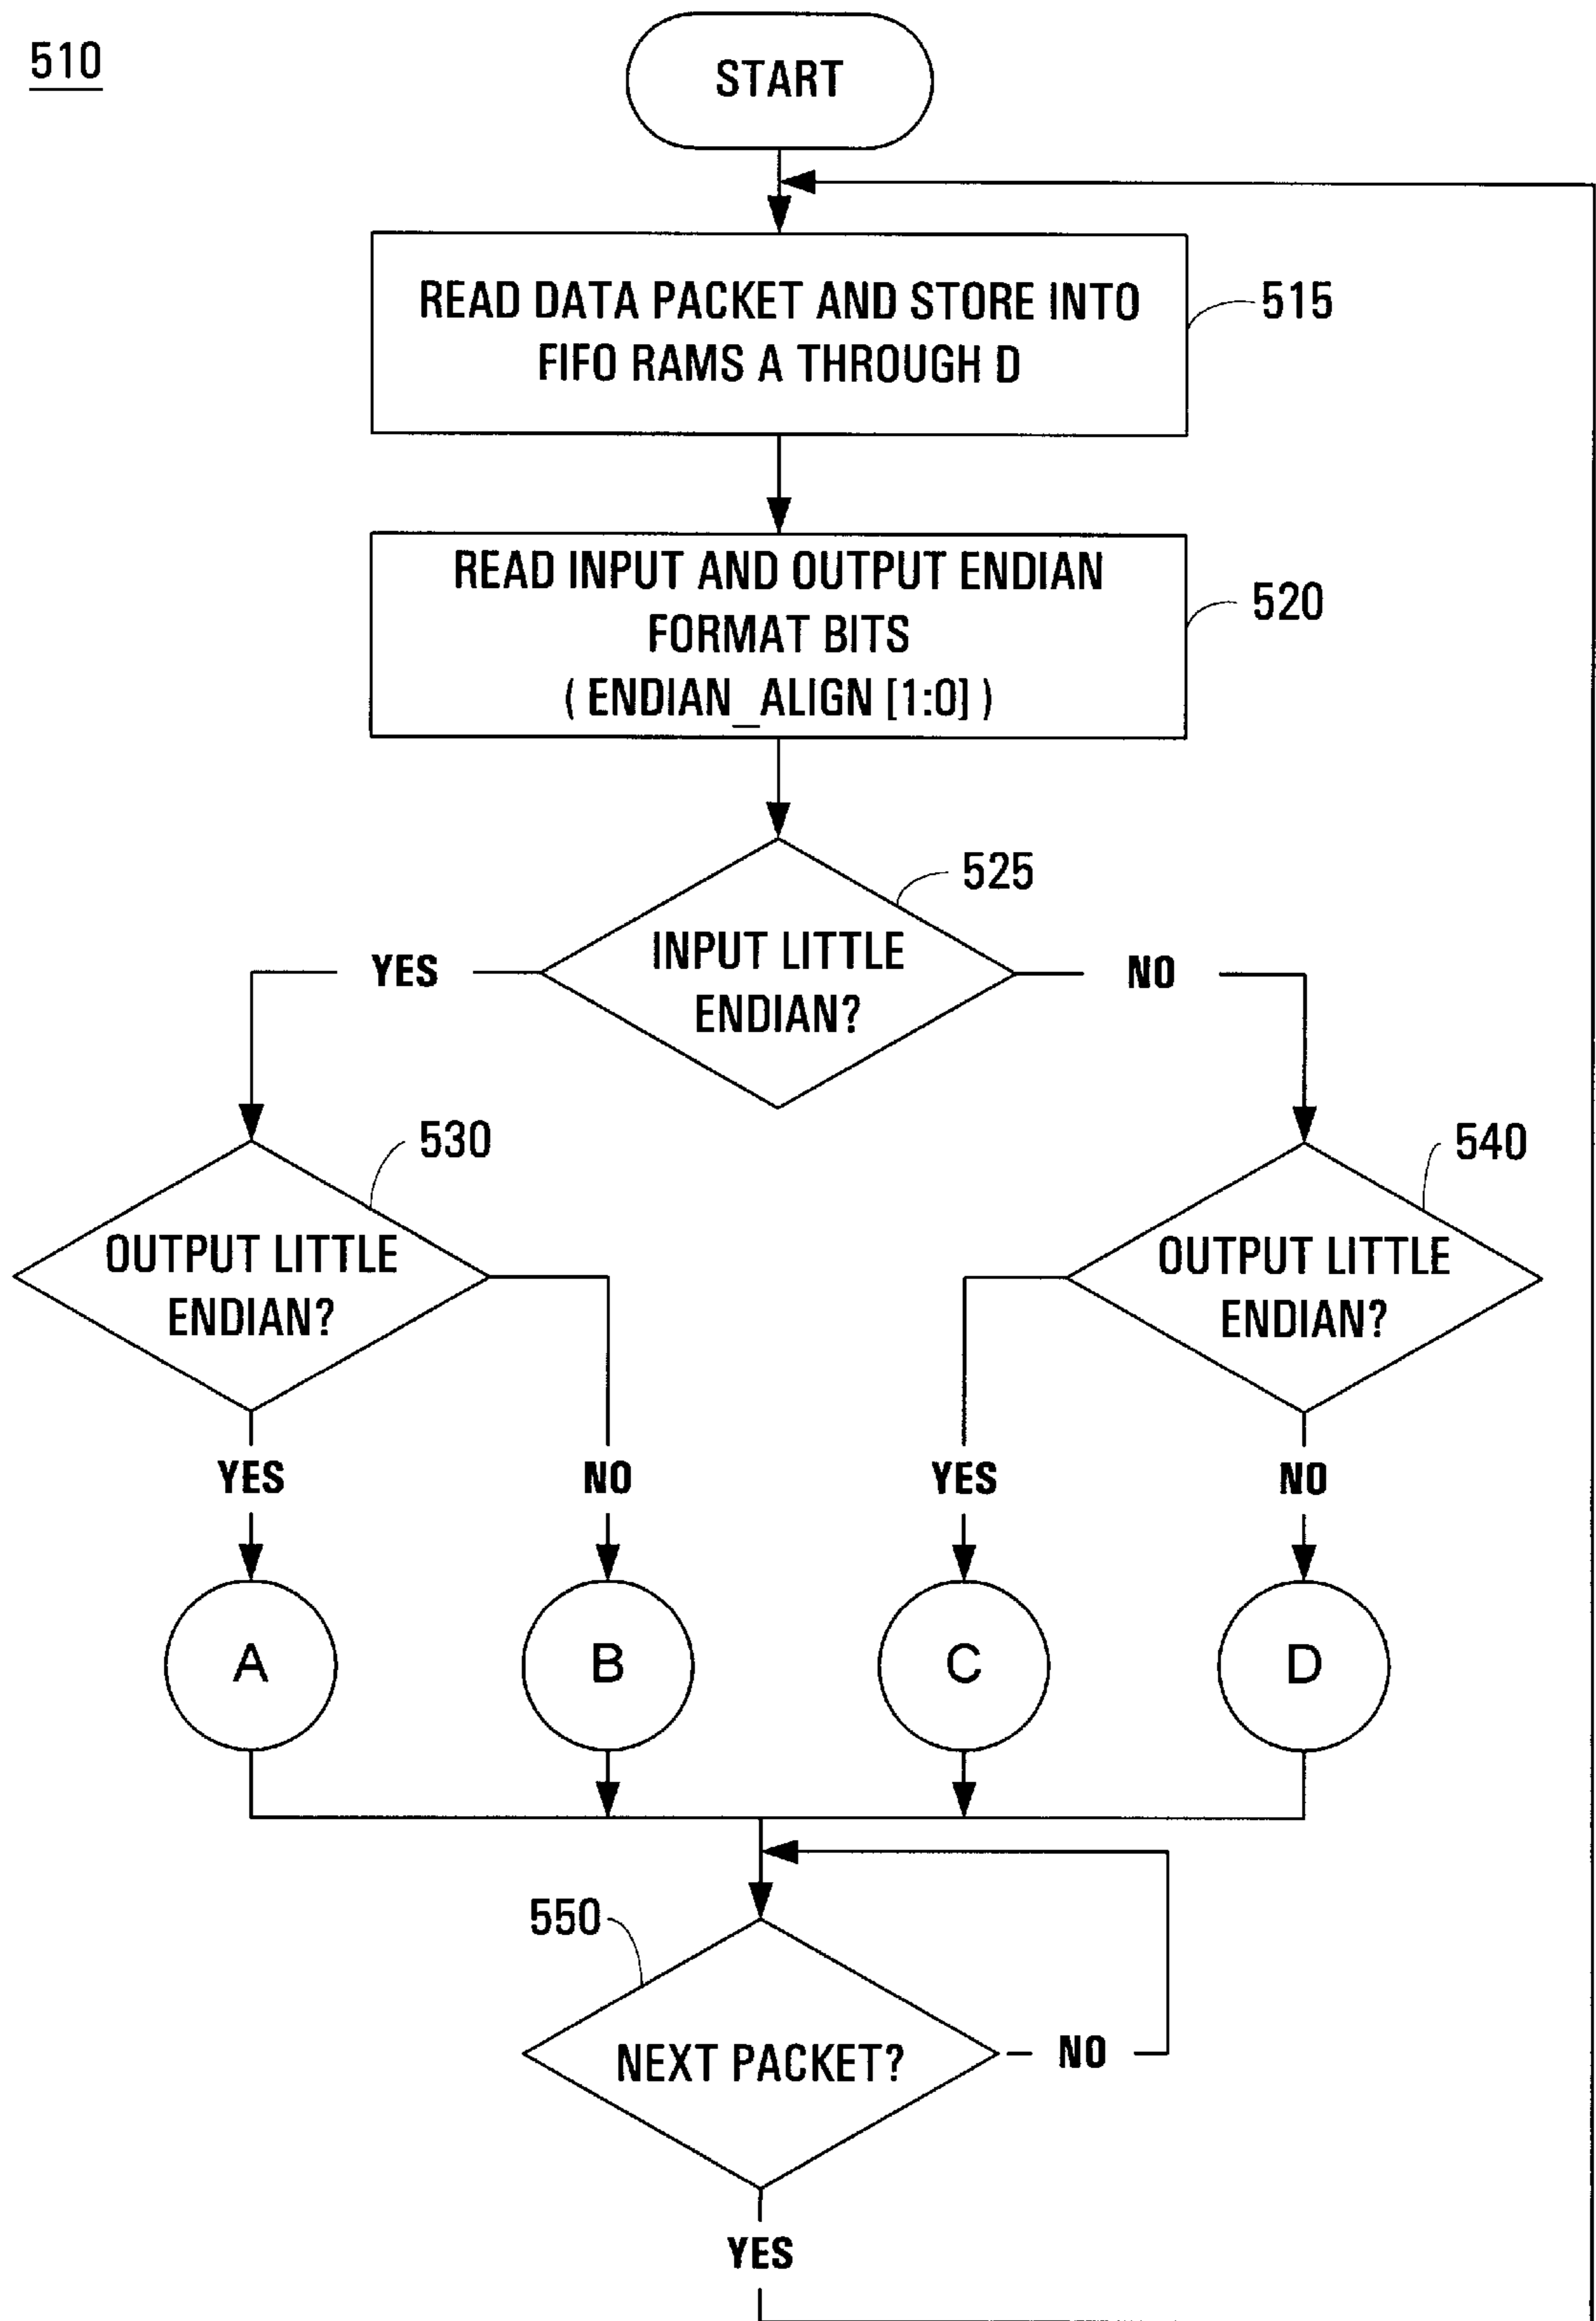 510
START
READ DATA PACKET AND STORE INTO
FIFO RAMS A THROUGH D
515
READ INPUT AND OUTPUT ENDIAN
FORMAT BITS
( ENDIAN_ALIGN [1:0] )
520
525
INPUT LITTLE
ENDIAN?
YES
NO
530
OUTPUT LITTLE
ENDIAN?
540
OUTPUT LITTLE
ENDIAN?
YES
NO
YES
NO
A
B
C
D
550
NEXT PACKET?
NO
YES